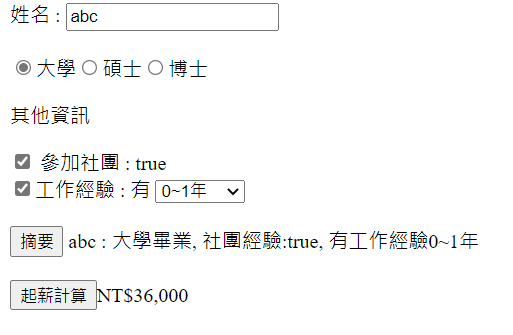 姓名 : abc
大學 碩士 博士
其他資訊
參加社團 : true
工作經驗 : 有 0~1年
摘要 abc : 大學畢業, 社團經驗:true, 有工作經驗0~1年
起薪計算 NT$36,000